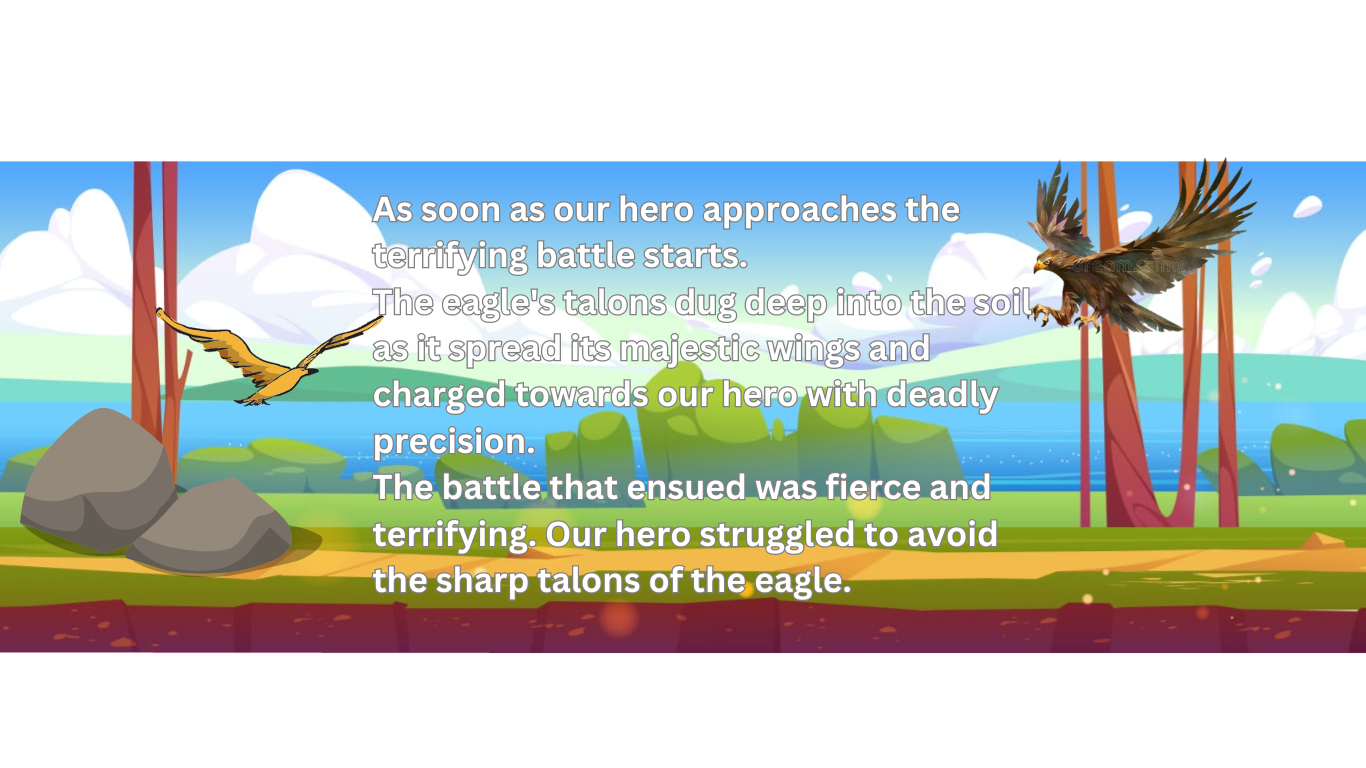 As soon as our hero approaches the
terrifying battle starts.
The eagle's talons dug deep into the soil,
as it spread its majestic wings and
charged towards our hero with deadly
precision.
The battle that ensued was fierce and
terrifying. Our hero struggled to avoid
the sharp talons of the eagle.